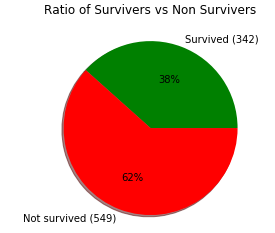 Ratio of Survivers vs Non Survivers
Survived (342)
38%
62%
Not survived (549)